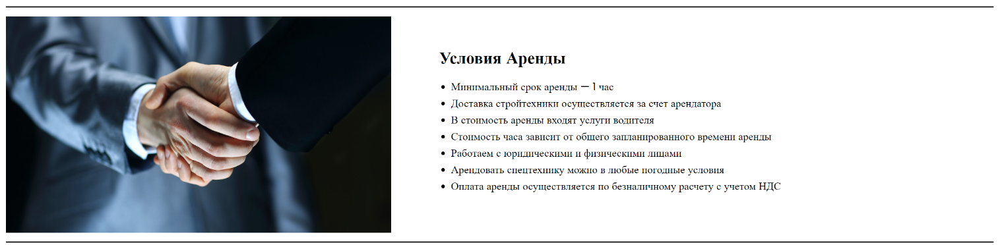 Условия Аренды
• Минимальный срок аренды — 1 час
• Доставка стройтехники осуществляется за счет арендатора
• В стоимость аренды входят услуги водителя
• Стоимость часа зависит от общего запланированного времени аренды
• Работаем с юридическими и физическими лицами
• Арендовать спецтехнику можно в любые погодные условия
• Оплата аренды осуществляется по безналичному расчету с учетом НДС